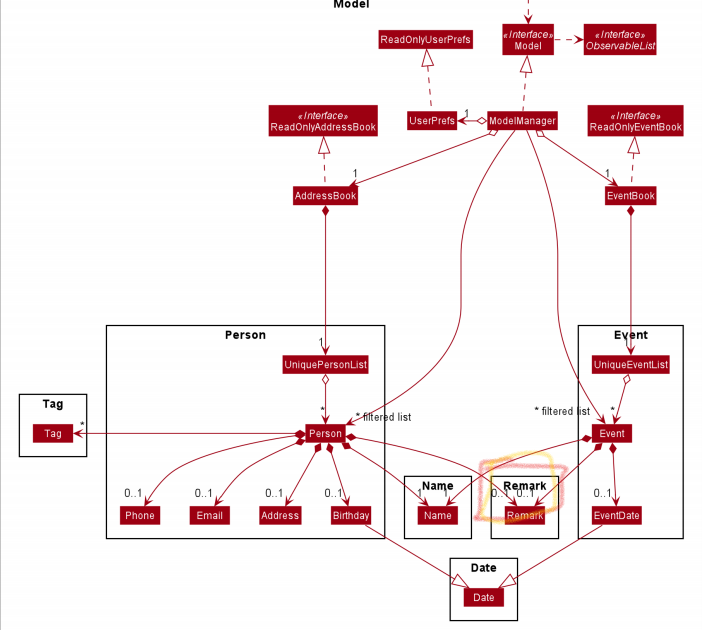 Model
ReadOnlyUserPrefs
«Interface»
Model
«Interface»
ObservableList
UserPrefs
1
ModelManager
«Interface»
ReadOnlyAddressBook
«Interface»
ReadOnlyEventBook
1
AddressBook
1
EventBook
Person
Event
1
UniquePersonList
1
UniqueEventList
Tag
*
Tag
*
* filtered list
Person
* filtered list
*
Event
Name
Remark
0..1
Phone
0..1
Email
0..1
Address
0..1
Birthday
1
1
Name
0..1
0..1
Remark
0..1
EventDate
Date
Date